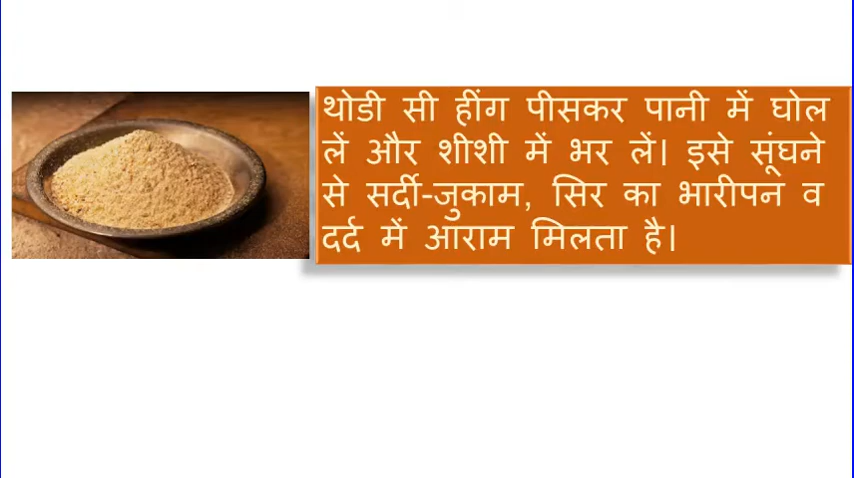 थोडी सी हींग पीसकर पानी में घोल
लें और शीशी में भर लें। इसे सूंघने
से सर्दी-जुकाम, सिर का भारीपन व
दर्द में आराम मिलता है।